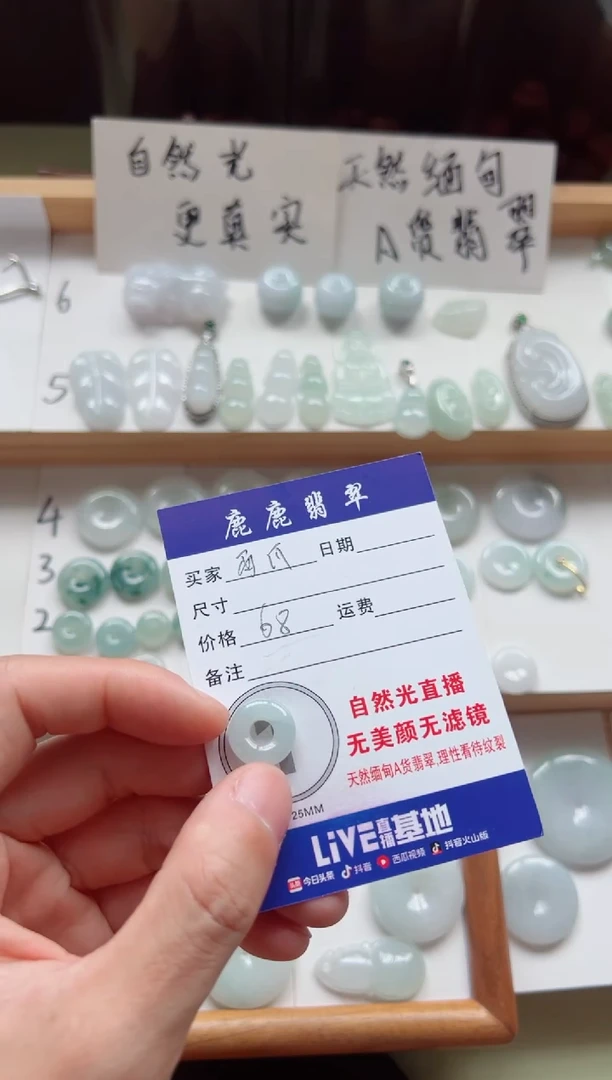 自然光
更真实
天然缅甸
A货翡翠
6
5
4
3
2
鹿鹿翡翠
买家 日期
尺寸
价格 68 运费
备注
自然光直播
无美颜无滤镜
天然缅甸A货翡翠,理性看待纹裂
25MM
LiVE直播基地
头条 今日头条 抖音 西瓜视频 抖音火山版